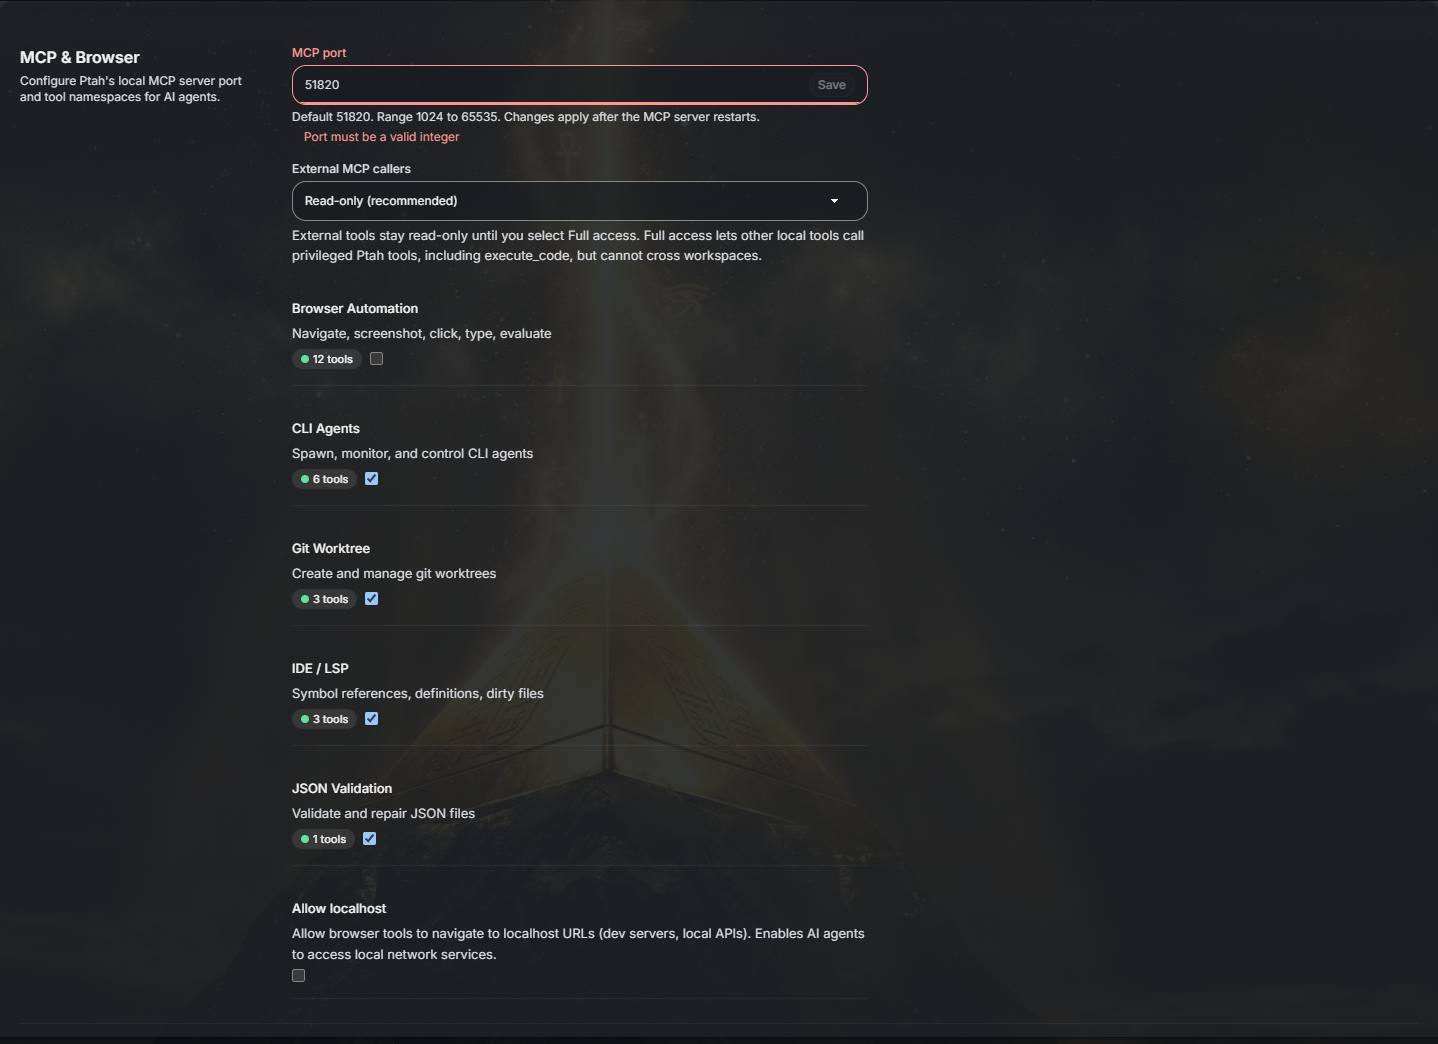 MCP & Browser
Configure Ptah's local MCP server port
and tool namespaces for AI agents.
MCP port
51820
Save
Default 51820. Range 1024 to 65535. Changes apply after the MCP server restarts.
Port must be a valid integer
External MCP callers
Read-only (recommended)
External tools stay read-only until you select Full access. Full access lets other local tools call
privileged Ptah tools, including execute_code, but cannot cross workspaces.
Browser Automation
Navigate, screenshot, click, type, evaluate
12 tools
CLI Agents
Spawn, monitor, and control CLI agents
6 tools
Git Worktree
Create and manage git worktrees
3 tools
IDE / LSP
Symbol references, definitions, dirty files
3 tools
JSON Validation
Validate and repair JSON files
1 tools
Allow localhost
Allow browser tools to navigate to localhost URLs (dev servers, local APIs). Enables AI agents
to access local network services.